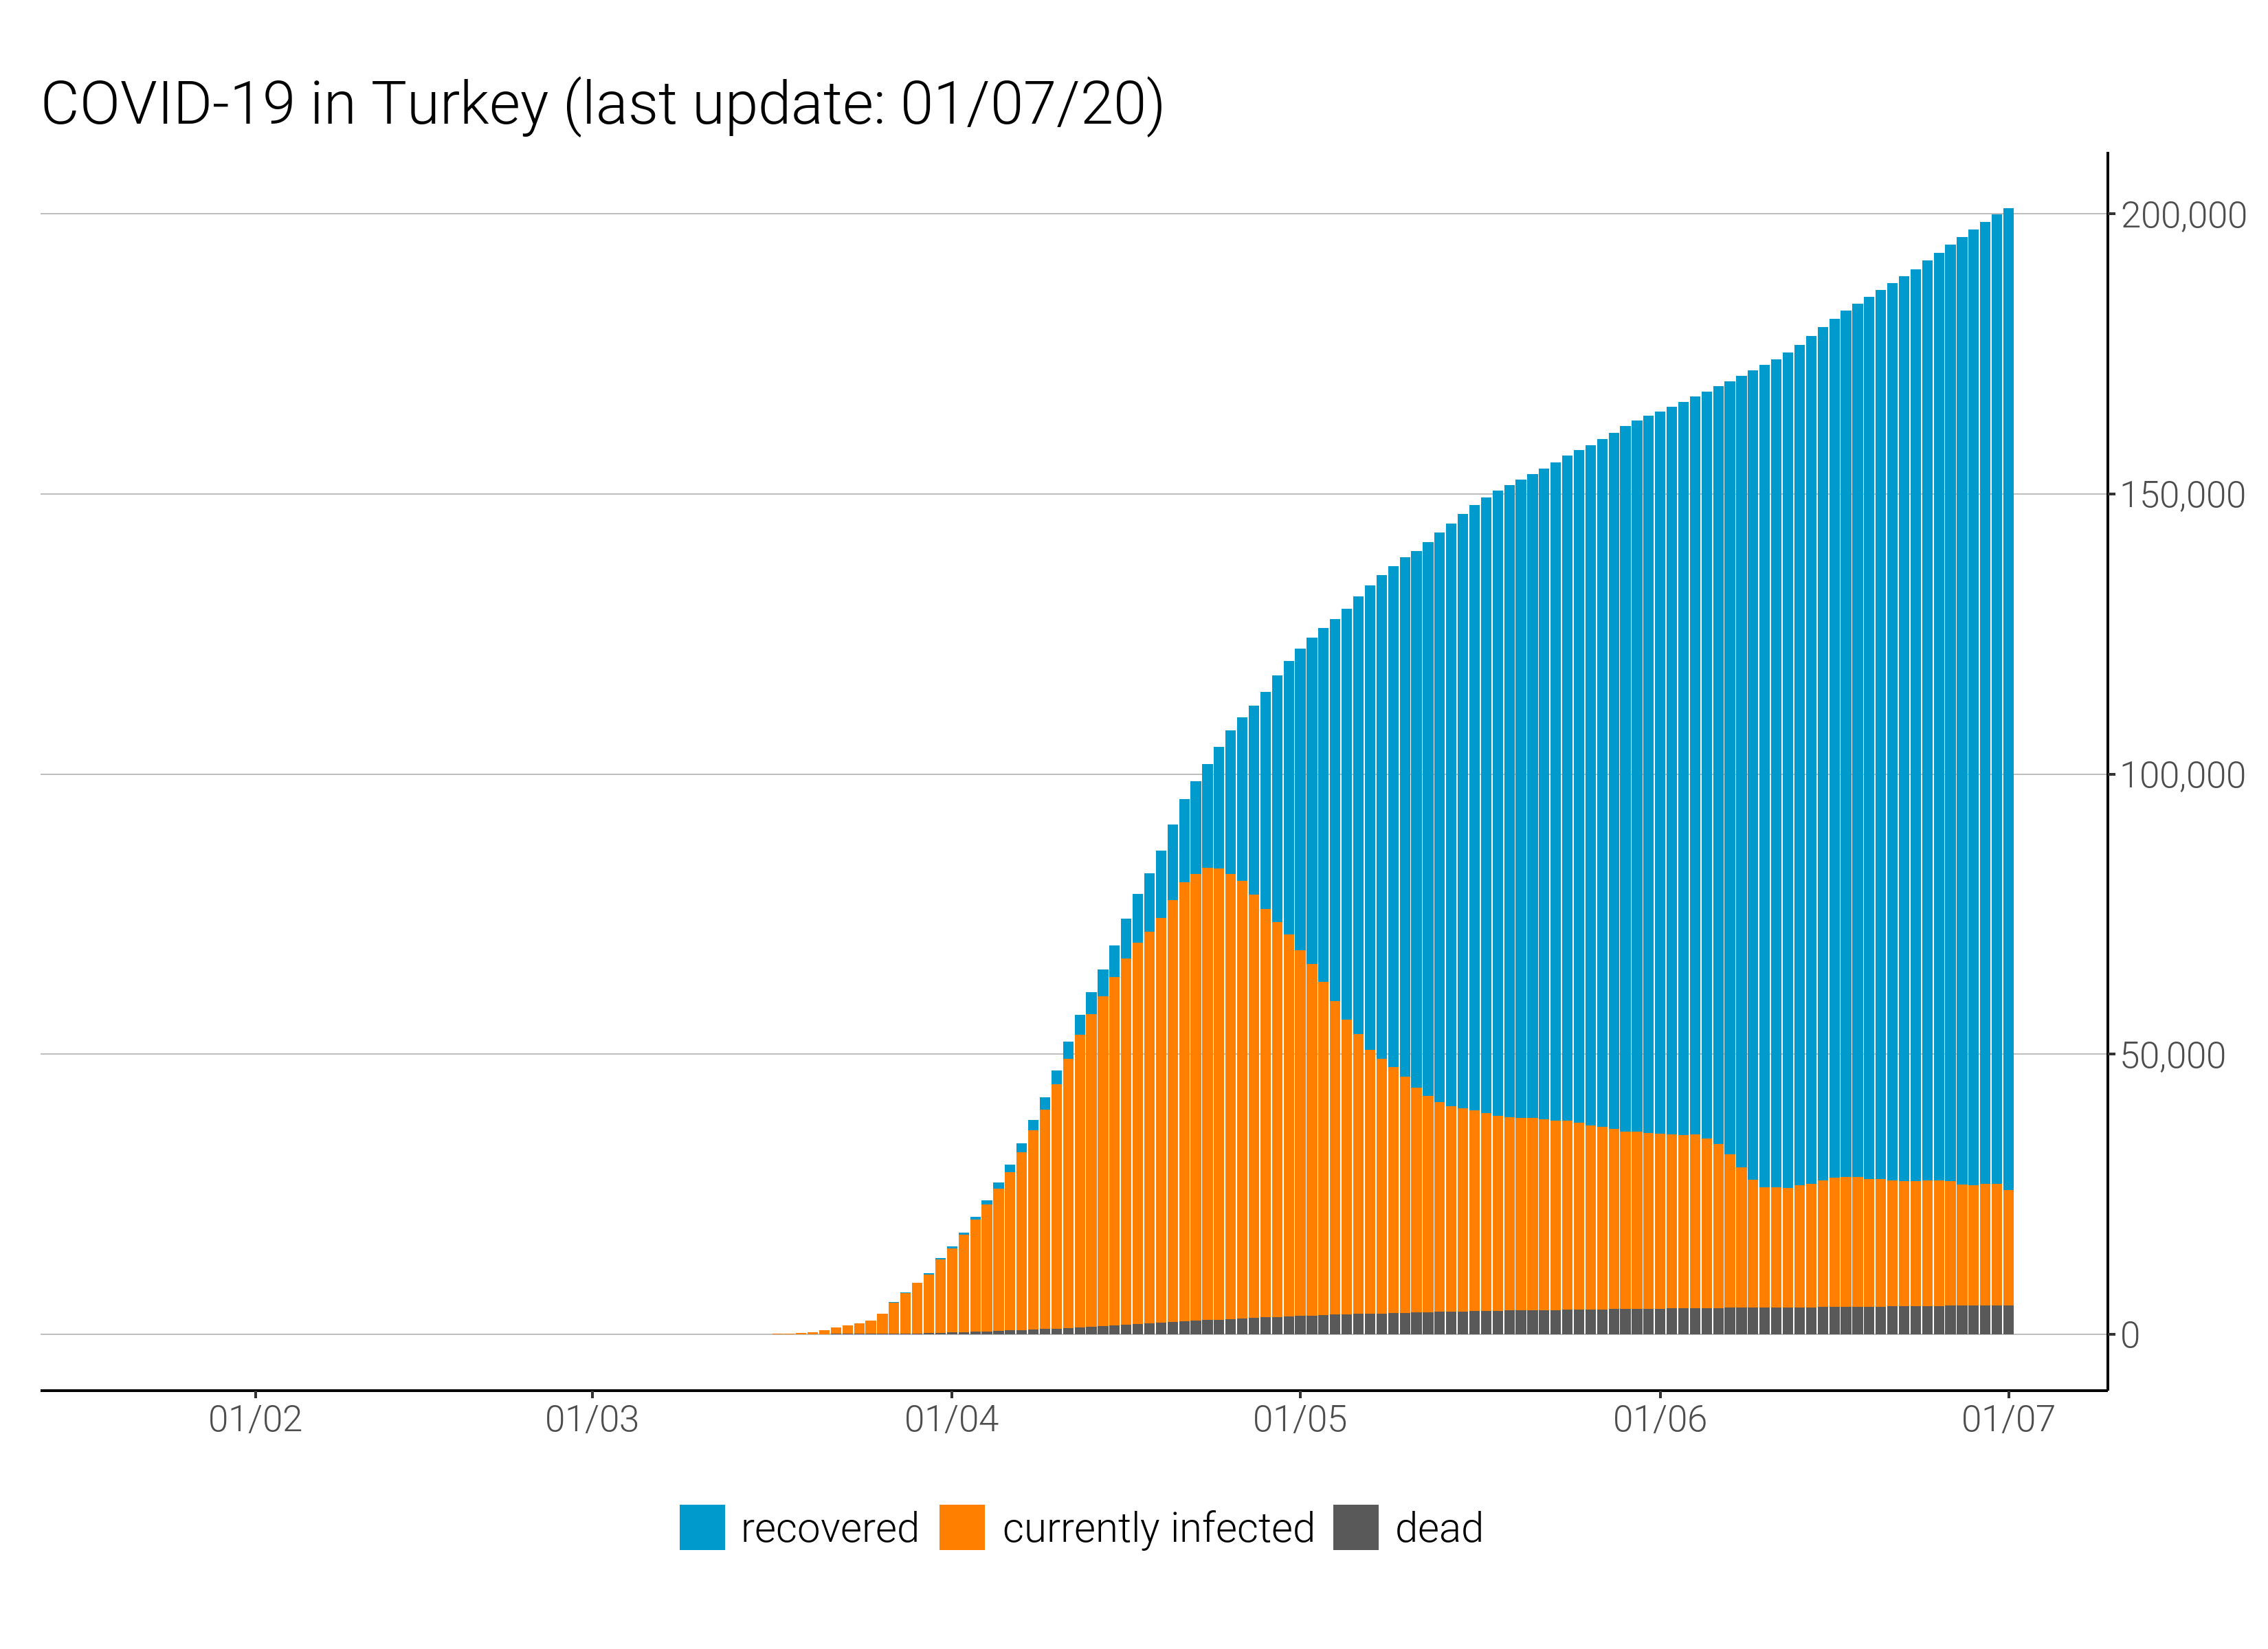 COVID-19 in Turkey (last update: 01/07/20)
200,000
150,000
100,000
50,000
0
01/02 01/03 01/04 01/05 01/06 01/07
recovered currently infected dead